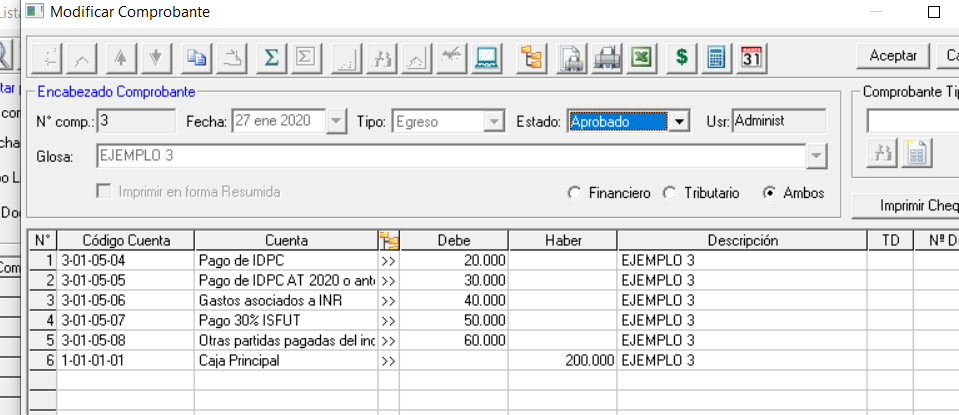 Lista
Modificar Comprobante
Σ Σ $ 31 Aceptar Ca
tar
Encabezado Comprobante
Comprobante Tip
com
N° comp.: 3 Fecha: 27 ene 2020 Tipo: Egreso Estado: Aprobado Usr: Administ
cha
Glosa: EJEMPLO 3
o L
Imprimir en forma Resumida Financiero Tributario Ambos
Do
Imprimir Cheq
N° Código Cuenta Cuenta Debe Haber Descripción TD Nº D
Com
1 3-01-05-04 Pago de IDPC >> 20.000 EJEMPLO 3
2 3-01-05-05 Pago de IDPC AT 2020 o ant >> 30.000 EJEMPLO 3
3 3-01-05-06 Gastos asociados a INR >> 40.000 EJEMPLO 3
4 3-01-05-07 Pago 30% ISFUT >> 50.000 EJEMPLO 3
5 3-01-05-08 Otras partidas pagadas del inc >> 60.000 EJEMPLO 3
6 1-01-01-01 Caja Principal >> 200.000 EJEMPLO 3